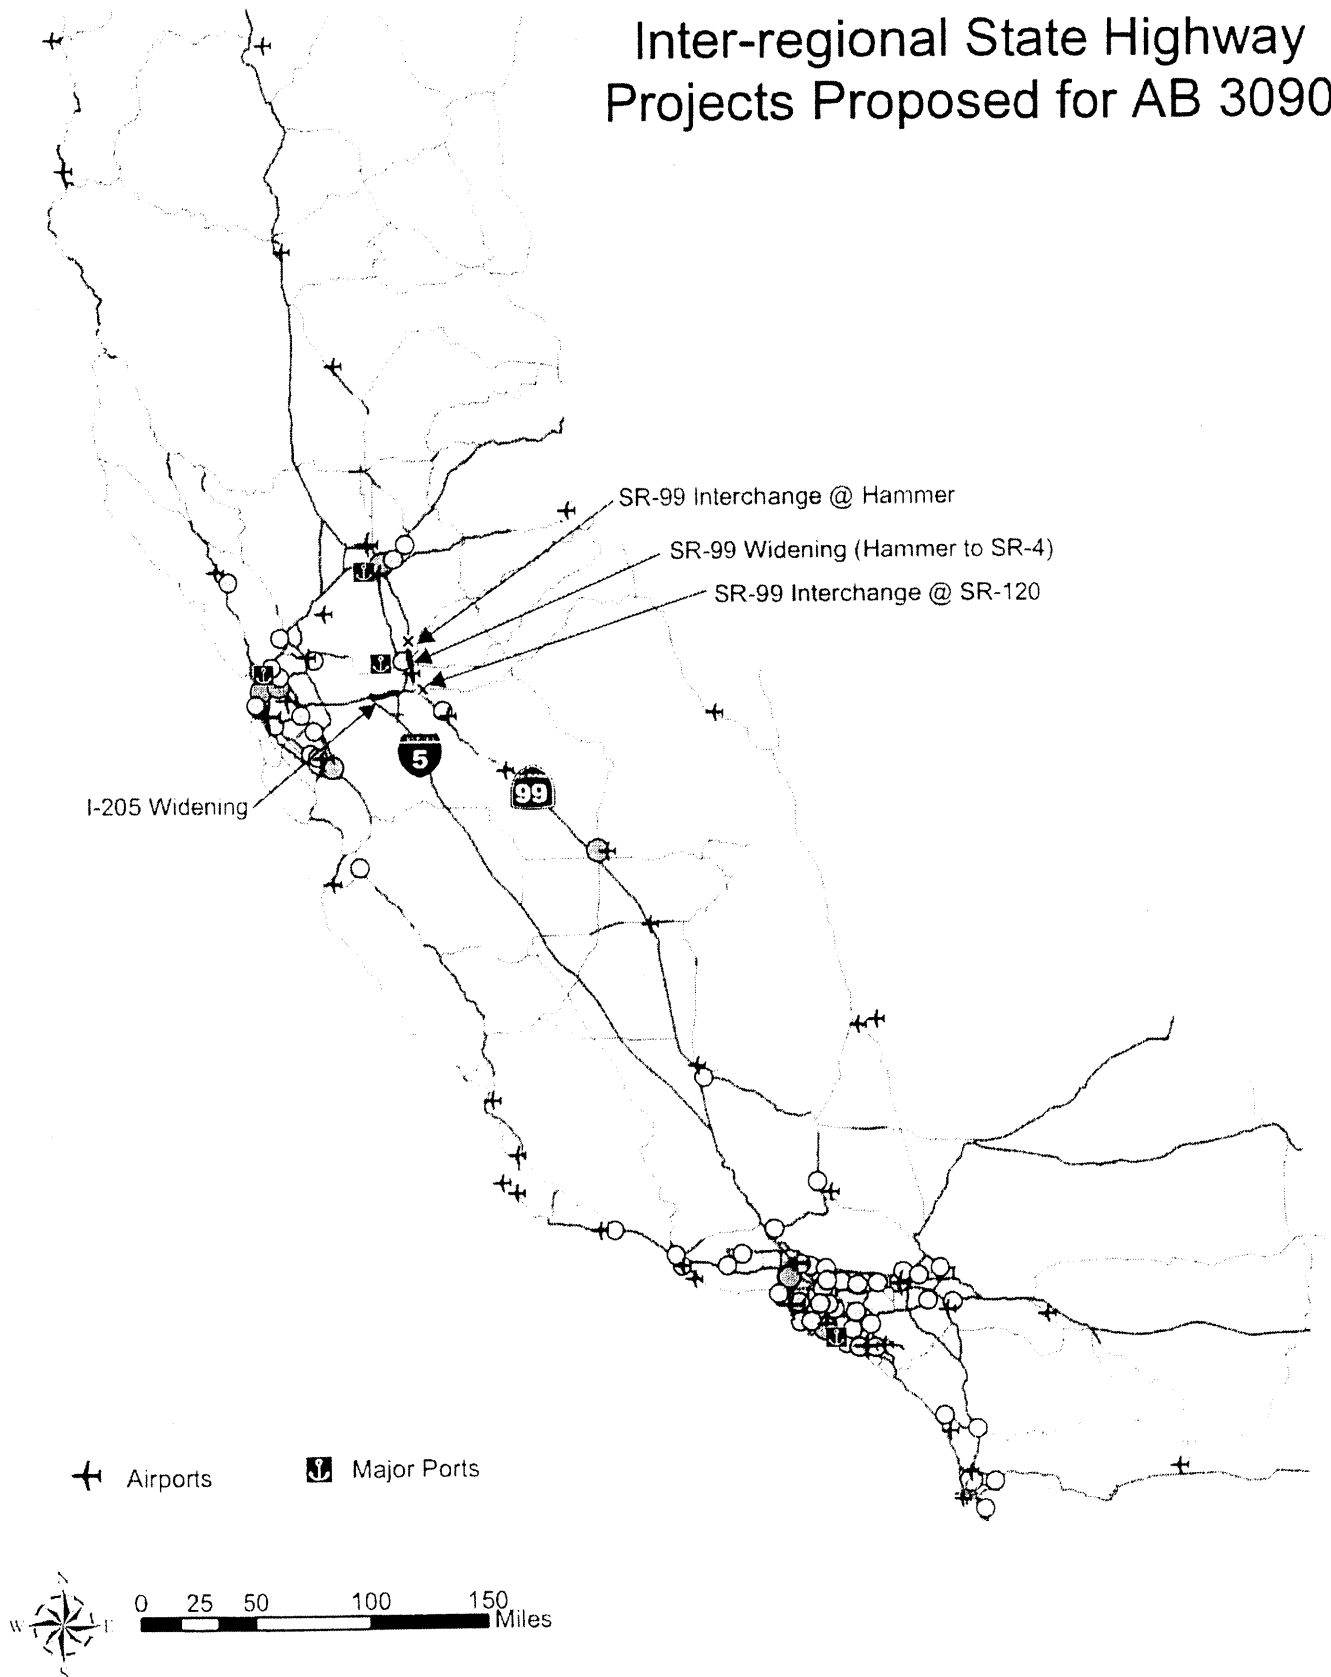 Inter-regional State Highway
Projects Proposed for AB 3090
SR-99 Interchange @ Hammer
SR-99 Widening (Hammer to SR-4)
SR-99 Interchange @ SR-120
5
99
I-205 Widening
Airports
Major Ports
N
W E
S
0 25 50 100 150
Miles